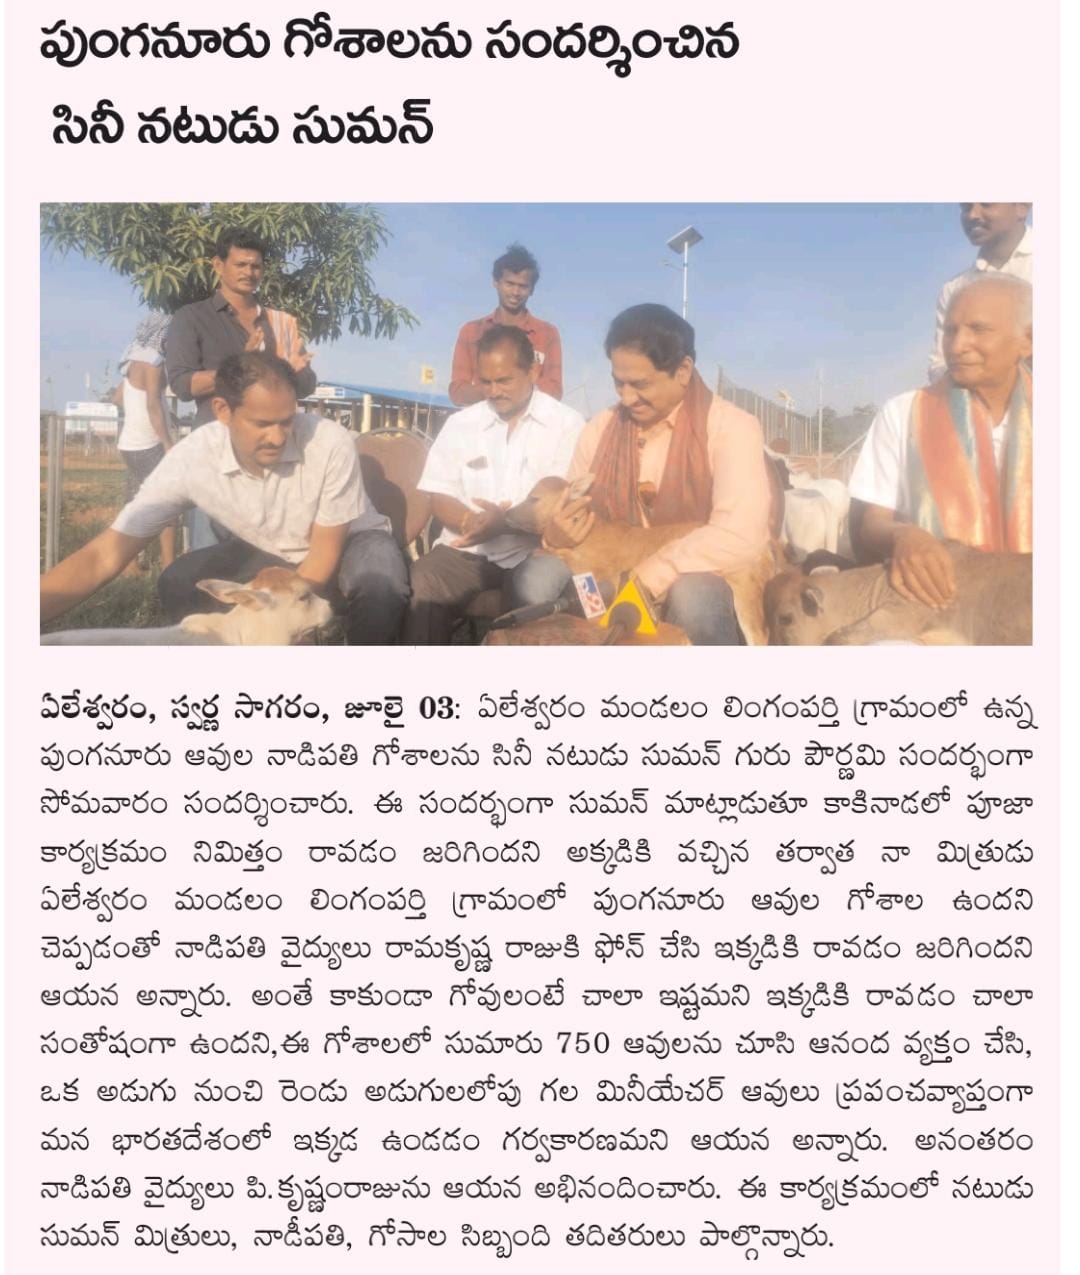 పుంగనూరు గోశాలను సందర్శించిన
సినీ నటుడు సుమన్
ఏలేశ్వరం, స్వర్ణ సాగరం, జూలై 03: ఏలేశ్వరం మండలం లింగంపర్తి గ్రామంలో ఉన్న
పుంగనూరు ఆవుల నాడిపతి గోశాలను సినీ నటుడు సుమన్ గురు పౌర్ణమి సందర్భంగా
సోమవారం సందర్శించారు. ఈ సందర్భంగా సుమన్ మాట్లాడుతూ కాకినాడలో పూజా
కార్యక్రమం నిమిత్తం రావడం జరిగిందని అక్కడికి వచ్చిన తర్వాత నా మిత్రుడు
ఏలేశ్వరం మండలం లింగంపర్తి గ్రామంలో పుంగనూరు ఆవుల గోశాల ఉందని
చెప్పడంతో నాడిపతి వైద్యులు రామకృష్ణ రాజుకి ఫోన్ చేసి ఇక్కడికి రావడం జరిగిందని
ఆయన అన్నారు. అంతే కాకుండా గోవులంటే చాలా ఇష్టమని ఇక్కడికి రావడం చాలా
సంతోషంగా ఉందని,ఈ గోశాలలో సుమారు 750 ఆవులను చూసి ఆనంద వ్యక్తం చేసి,
ఒక అడుగు నుంచి రెండు అడుగులలోపు గల మినీయేచర్ ఆవులు ప్రపంచవ్యాప్తంగా
మన భారతదేశంలో ఇక్కడ ఉండడం గర్వకారణమని ఆయన అన్నారు. అనంతరం
నాడిపతి వైద్యులు పి.కృష్ణంరాజును ఆయన అభినందించారు. ఈ కార్యక్రమంలో నటుడు
సుమన్ మిత్రులు, నాడీపతి, గోసాల సిబ్బంది తదితరులు పాల్గొన్నారు.